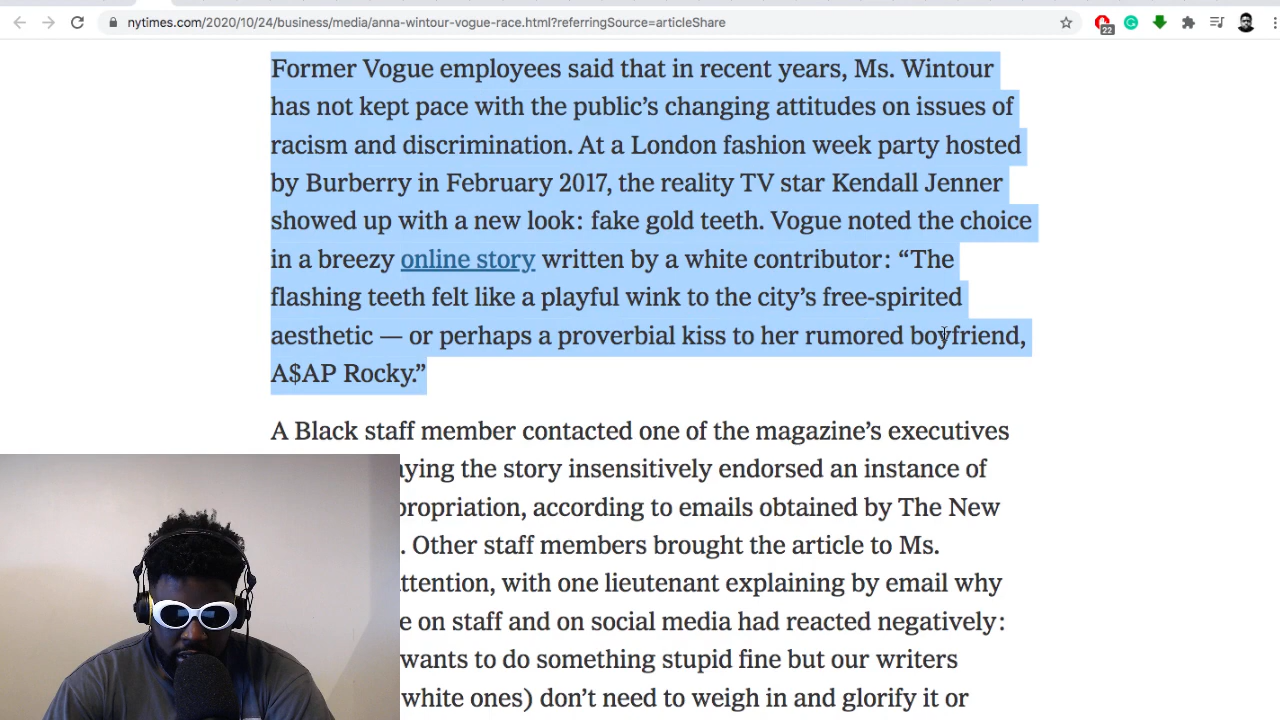 nytimes.com/2020/10/24/business/media/anna-wintour-vogue-race.html?referringSource=articleShare
22
Former Vogue employees said that in recent years, Ms. Wintour
has not kept pace with the public’s changing attitudes on issues of
racism and discrimination. At a London fashion week party hosted
by Burberry in February 2017, the reality TV star Kendall Jenner
showed up with a new look: fake gold teeth. Vogue noted the choice
in a breezy online story written by a white contributor: “The
flashing teeth felt like a playful wink to the city’s free-spirited
aesthetic — or perhaps a proverbial kiss to her rumored boyfriend,
A$AP Rocky.”
A Black staff member contacted one of the magazine’s executives
aying the story insensitively endorsed an instance of
propriation, according to emails obtained by The New
. Other staff members brought the article to Ms.
ttention, with one lieutenant explaining by email why
e on staff and on social media had reacted negatively:
wants to do something stupid fine but our writers
white ones) don’t need to weigh in and glorify it or